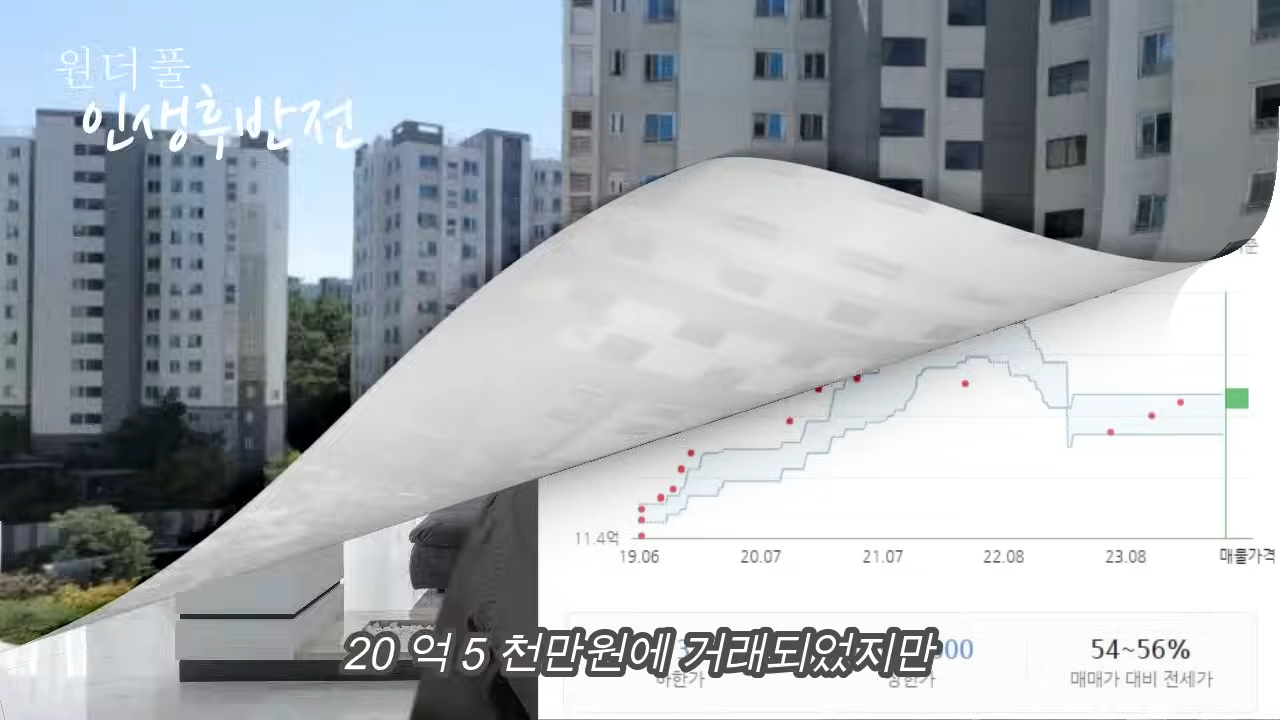 원더풀
인생후반전
11.4억
19.06 20.07 21.07 22.08 23.08 매물가격
54~56%
매매가 대비 전세가
20 억 5 천만원에 거래되었지만